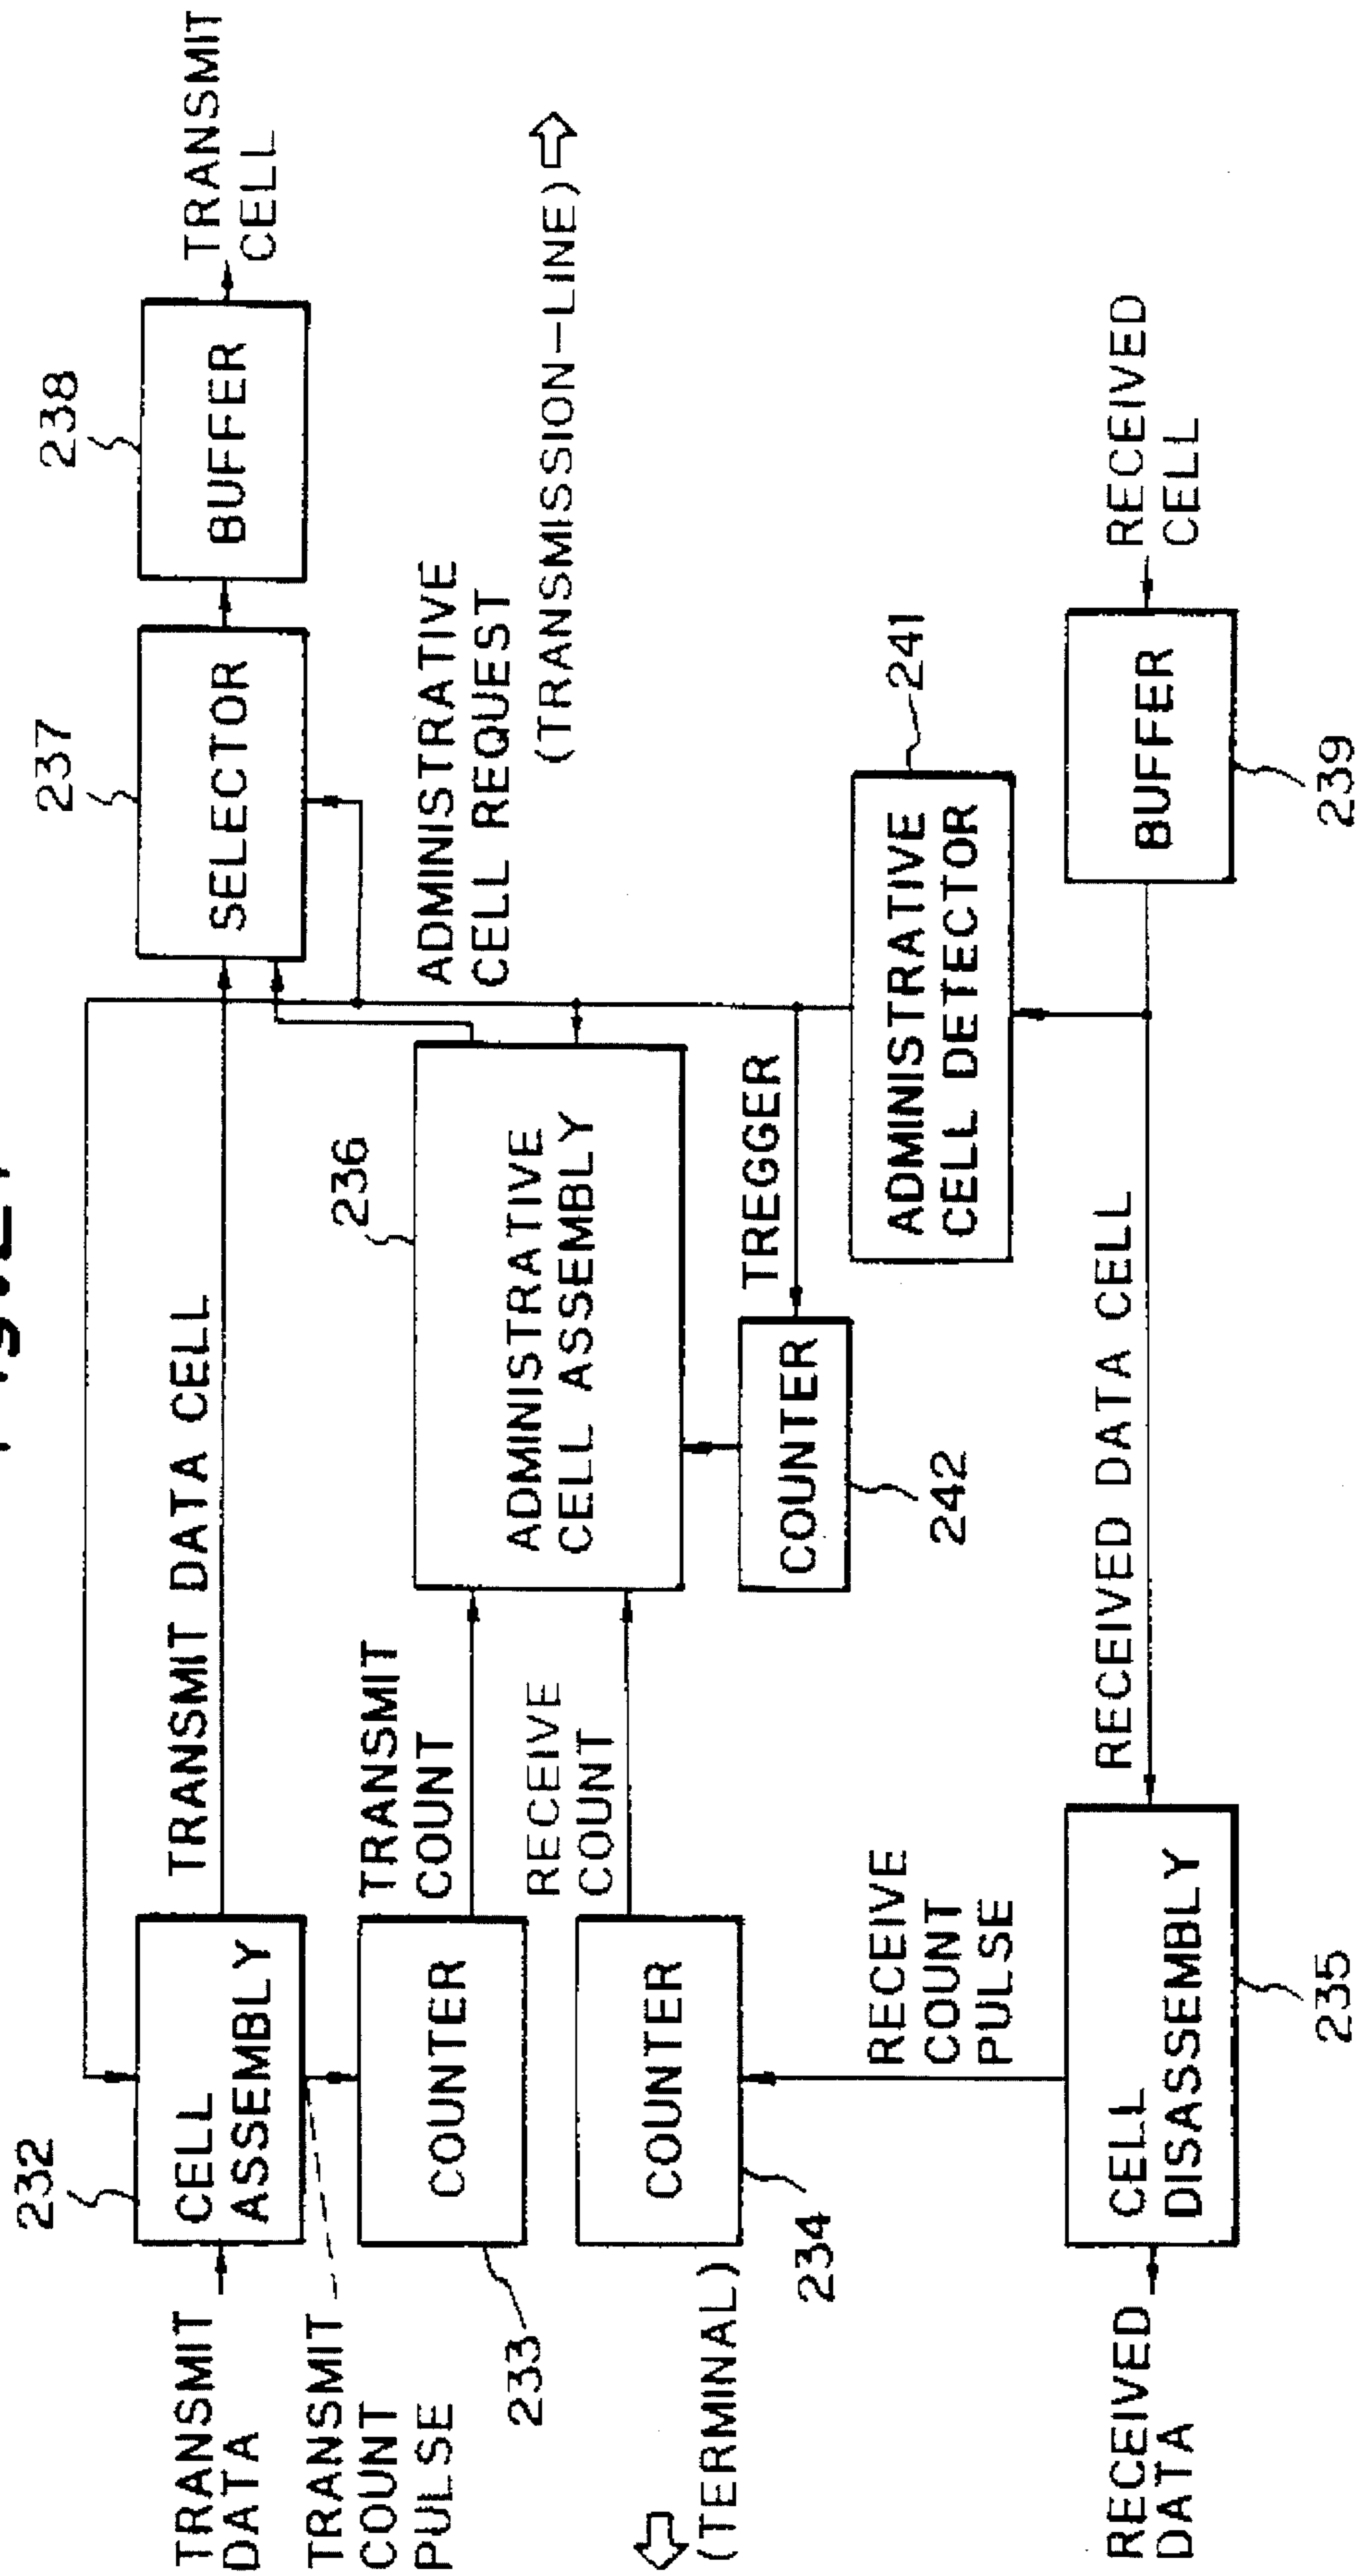 238
BUFFER
TRANSMIT
CELL
237
SELECTOR
ADMINISTRATIVE
CELL REQUEST
(TRANSMISSION-LINE)
TRANSMIT DATA CELL
236
ADMINISTRATIVE
CELL ASSEMBLY
TREGGER
COUNTER
242
241
ADMINISTRATIVE
CELL DETECTOR
RECEIVED
CELL
BUFFER
239
RECEIVED DATA CELL
232
CELL
ASSEMBLY
TRANSMIT
DATA
TRANSMIT
COUNT
PULSE
COUNTER
233
TRANSMIT
COUNT
RECEIVE
COUNT
COUNTER
234
(TERMINAL)
RECEIVE
COUNT
PULSE
CELL
DISASSEMBLY
235
RECEIVED
DATA